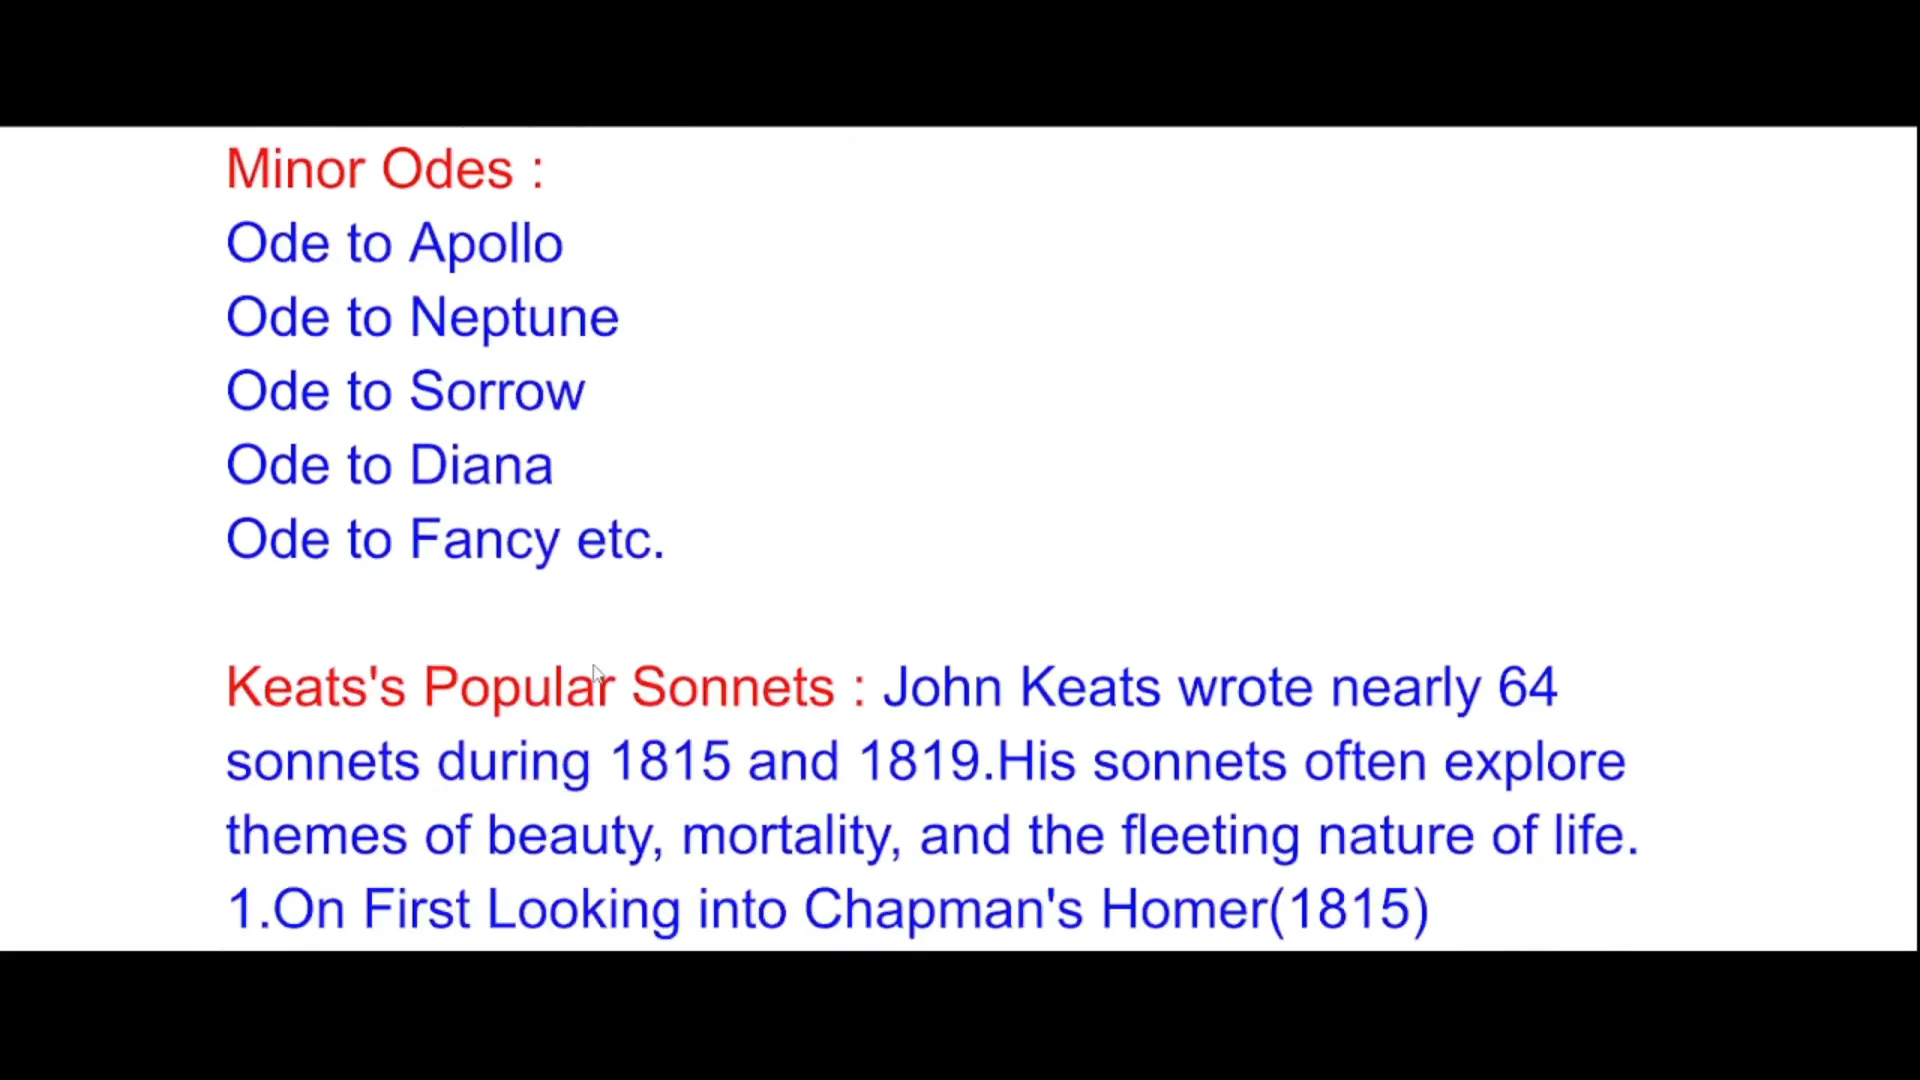 Minor Odes :
Ode to Apollo
Ode to Neptune
Ode to Sorrow
Ode to Diana
Ode to Fancy etc.
Keats's Popular Sonnets : John Keats wrote nearly 64
sonnets during 1815 and 1819.His sonnets often explore
themes of beauty, mortality, and the fleeting nature of life.
1.On First Looking into Chapman's Homer(1815)